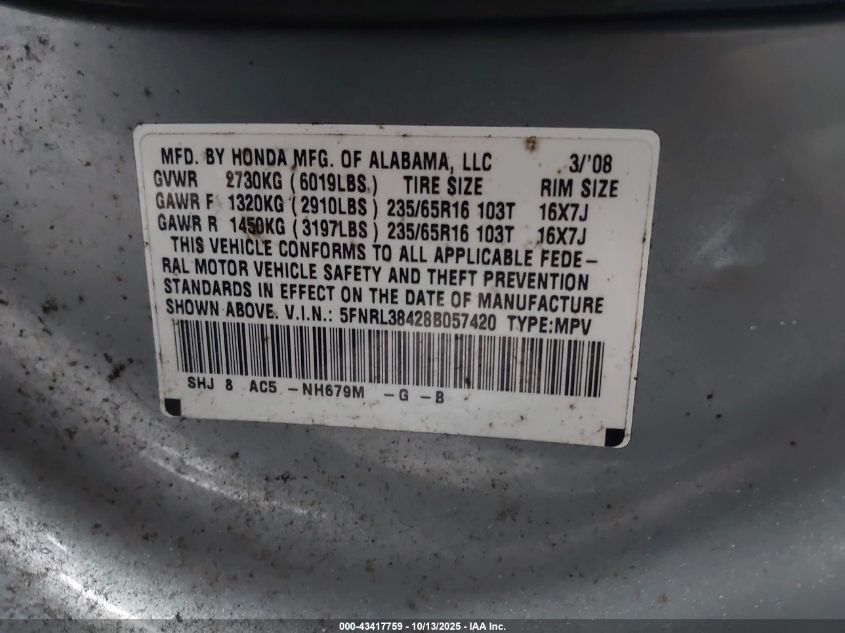 MFD. BY HONDA MFG. OF ALABAMA, LLC 3/'08
GVWR 2730KG (6019LBS) TIRE SIZE RIM SIZE
GAWR F 1320KG (2910LBS) 235/65R16 103T 16X7J
GAWR R 1450KG (3197LBS) 235/65R16 103T 16X7J
THIS VEHICLE CONFORMS TO ALL APPLICABLE FEDE-
RAL MOTOR VEHICLE SAFETY AND THEFT PREVENTION
STANDARDS IN EFFECT ON THE DATE OF MANUFACTURE
SHOWN ABOVE. V.I.N.: 5FNRL38428B057420 TYPE:MPV
SHJ 8 AC5 -NH679M -G -B
000-43417759 | 10/13/2025 | IAA Inc.